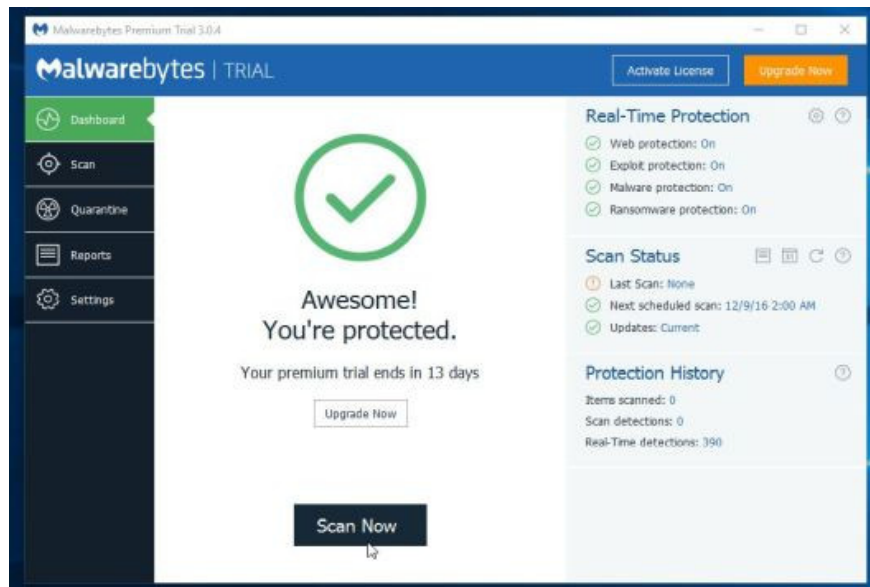 Malwarebytes Premium Trial 3.0.4
Malwarebytes | TRIAL
Activate License
Upgrade Now
Dashboard
Scan
Quarantine
Reports
Settings
Awesome!
You're protected.
Your premium trial ends in 13 days
Upgrade Now
Scan Now
Real-Time Protection
Web protection: On
Exploit protection: On
Malware protection: On
Ransomware protection: On
Scan Status
Last Scan: None
Next scheduled scan: 12/9/16 2:00 AM
Updates: Current
Protection History
Items scanned: 0
Scan detections: 0
Real-Time detections: 390